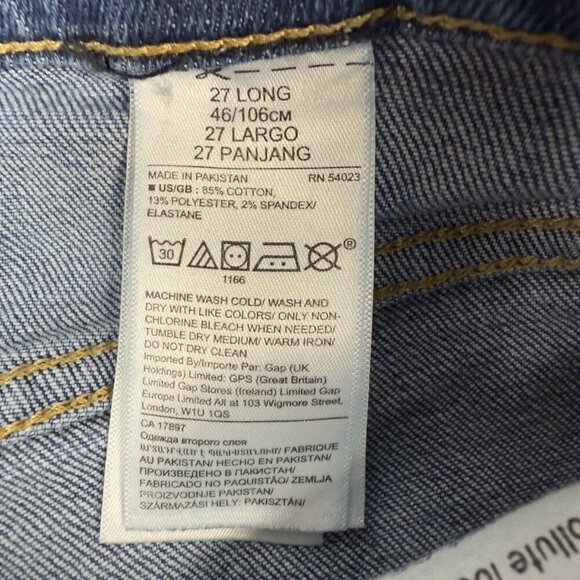 27 LONG
46/106CM
27 LARGO
27 PANJANG
MADE IN PAKISTAN RN 54023
■ US/GB: 85% COTTON,
13% POLYESTER, 2% SPANDEX/
ELASTANE
30
®
1166
MACHINE WASH COLD/ WASH AND
DRY WITH LIKE COLORS/ ONLY NON-
CHLORINE BLEACH WHEN NEEDED/
TUMBLE DRY MEDIUM/ WARM IRON/
DO NOT DRY CLEAN
Imported By/Importe Par: Gap (UK
Holdings) Limited: GPS (Great Britain)
Limited Gap Stores (Ireland) Limited Gap
Europe Limited All at 103 Wigmore Street,
London, W1U 1QS
CA 17897
Одежда второго слоя
ԱՐՏԱԴՐՎԱԾ Է ՊԱԿԻՍՏԱՆՈՒՄ/ FABRIQUE
AU PAKISTAN/ HECHO EN PAKISTAN/
ПРОИЗВЕДЕНО В ПАКИСТАН/
FABRICADO NO PAQUISTÃO/ ZEMLJA
PROIZVODNJE: PAKISTAN/
SZÁRMAZÁSI HELY: PAKISZTÁN/